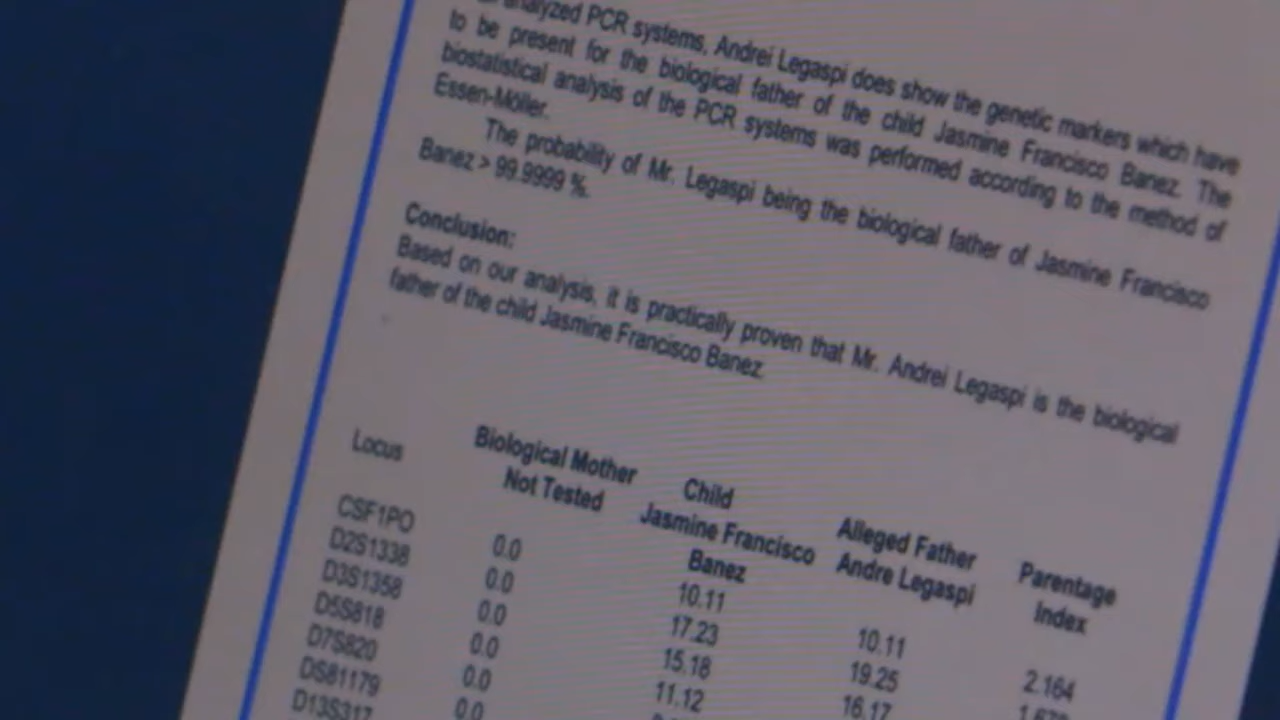 analyzed PCR systems, Andrei Legaspi does show the genetic markers which have
to be present for the biological father of the child Jasmine Francisco Banez. The
biostatistical analysis of the PCR systems was performed according to the method of
Essen-Möller.
The probability of Mr. Legaspi being the biological father of Jasmine Francisco
Banez > 99.9999 %.
Conclusion:
Based on our analysis, it is practically proven that Mr. Andrei Legaspi is the biological
father of the child Jasmine Francisco Banez.
Locus Biological Mother Child Alleged Father Parentage
Not Tested Jasmine Francisco Andre Legaspi Index
Banez
CSF1PO 0.0 10.11 10.11 2.164
D2S1338 0.0 17.23 19.25
D3S1358 0.0 15.18 16.17
D5S818 0.0 11.12
D7S820 0.0
DS81179 0.0
D13S317